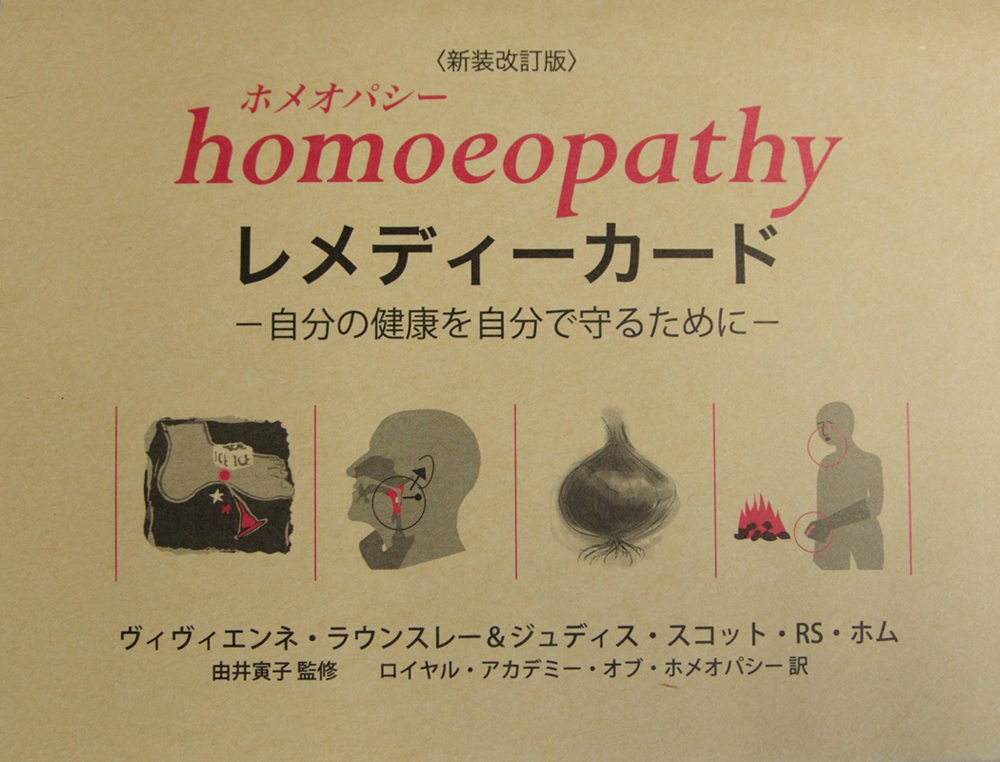 〈新装改訂版〉
ホメオパシー
homoeopathy
レメディーカード
－自分の健康を自分で守るために－
ヴィヴィエンネ・ラウンスレー＆ジュディス・スコット・RS・ホム
由井寅子 監修　　ロイヤル・アカデミー・オブ・ホメオパシー 訳